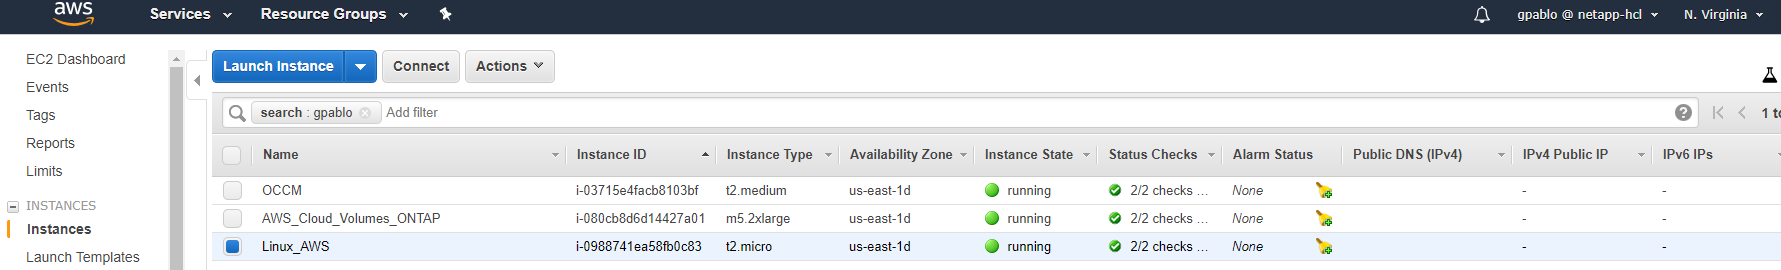 aws Services Resource Groups gpablo @ netapp-hcl N. Virginia
EC2 Dashboard
Events
Tags
Reports
Limits
INSTANCES
Instances
Launch Templates
Launch Instance Connect Actions
search : gpablo Add filter ? 1 to
Name Instance ID Instance Type Availability Zone Instance State Status Checks Alarm Status Public DNS (IPv4) IPv4 Public IP IPv6 IPs
OCCM i-03715e4facb8103bf t2.medium us-east-1d running 2/2 checks ... None - -
AWS_Cloud_Volumes_ONTAP i-080cb8d6d14427a01 m5.2xlarge us-east-1d running 2/2 checks ... None - -
Linux_AWS i-0988741ea58fb0c83 t2.micro us-east-1d running 2/2 checks ... None - -